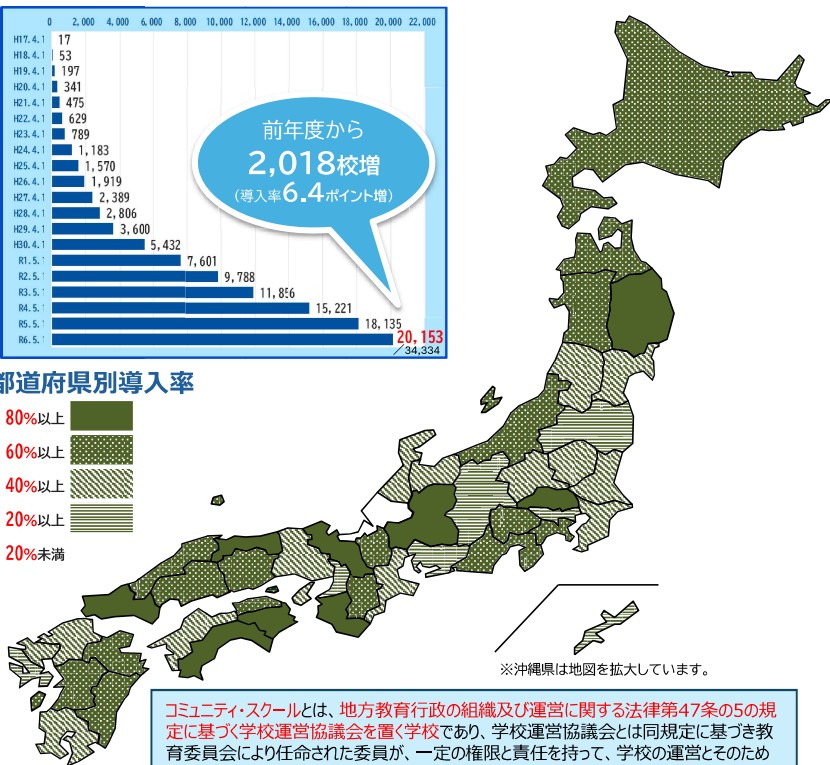 0 2,000 4,000 6,000 8,000 10,000 12,000 14,000 16,000 18,000 20,000 22,000
H17.4.1 17
H18.4.1 53
H19.4.1 197
H20.4.1 341
H21.4.1 475
H22.4.1 629
H23.4.1 789
H24.4.1 1,183
H25.4.1 1,570
H26.4.1 1,919
H27.4.1 2,389
H28.4.1 2,806
H29.4.1 3,600
H30.4.1 5,432
R1.5.1 7,601
R2.5.1 9,788
R3.5.1 11,856
R4.5.1 15,221
R5.5.1 18,135
R6.5.1 20,153
/34,334
前年度から
2,018校増
(導入率6.4ポイント増)
都道府県別導入率
80%以上
60%以上
40%以上
20%以上
20%未満
※沖縄県は地図を拡大しています。
コミュニティ・スクールとは、地方教育行政の組織及び運営に関する法律第47条の5の規
定に基づく学校運営協議会を置く学校であり、学校運営協議会とは同規定に基づき教
育委員会により任命された委員が、一定の権限と責任を持って、学校の運営とそのため